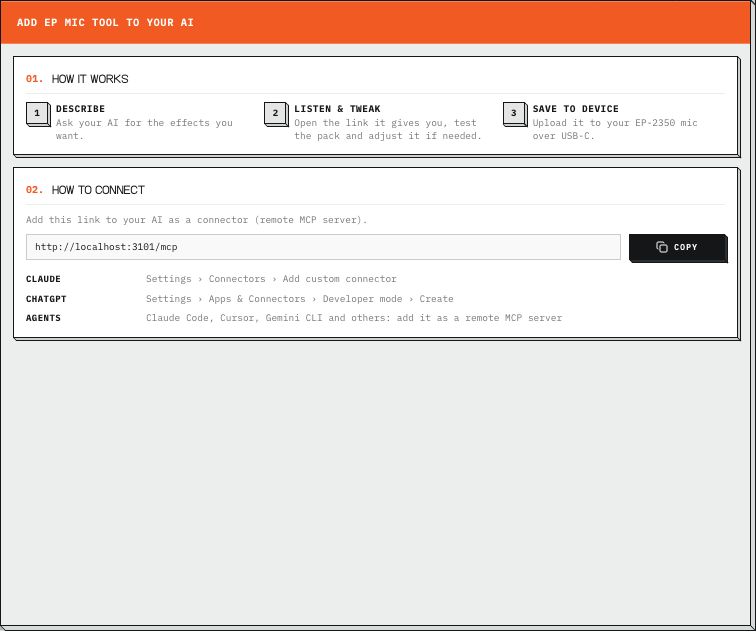 ADD EP MIC TOOL TO YOUR AI
01. HOW IT WORKS
1 DESCRIBE
Ask your AI for the effects you
want.
2 LISTEN & TWEAK
Open the link it gives you, test
the pack and adjust it if needed.
3 SAVE TO DEVICE
Upload it to your EP-2350 mic
over USB-C.
02. HOW TO CONNECT
Add this link to your AI as a connector (remote MCP server).
http://localhost:3101/mcp COPY
CLAUDE Settings › Connectors › Add custom connector
CHATGPT Settings › Apps & Connectors › Developer mode › Create
AGENTS Claude Code, Cursor, Gemini CLI and others: add it as a remote MCP server